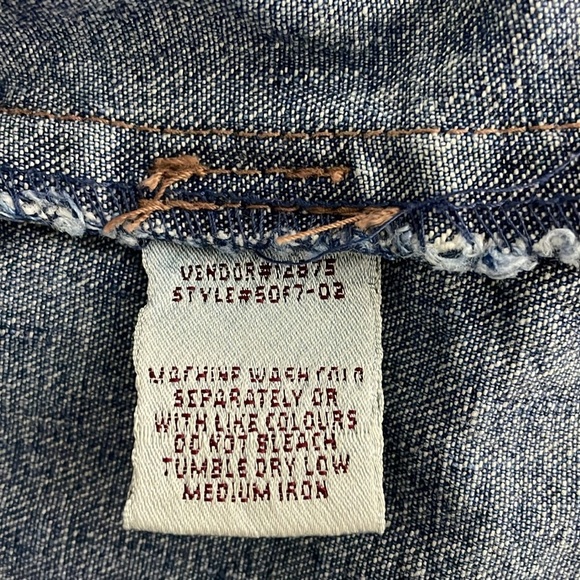 VENDOR#12875
STYLE#50F7-02
MACHINE WASH COLD
SEPARATELY OR
WITH LIKE COLOURS
DO NOT BLEACH
TUMBLE DRY LOW
MEDIUM IRON